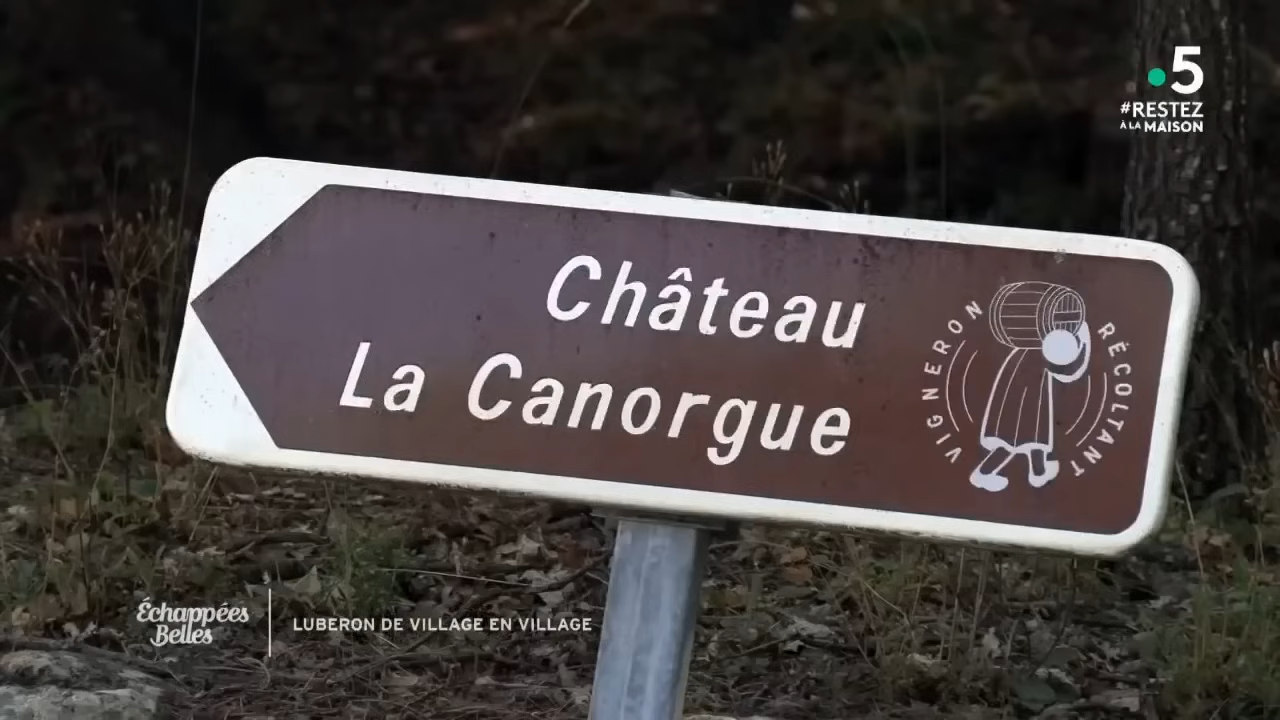 5
#RESTEZ
À LA MAISON
Château
La Canorgue
VIGNERON RÉCOLTANT
Échappées
Belles
LUBERON DE VILLAGE EN VILLAGE